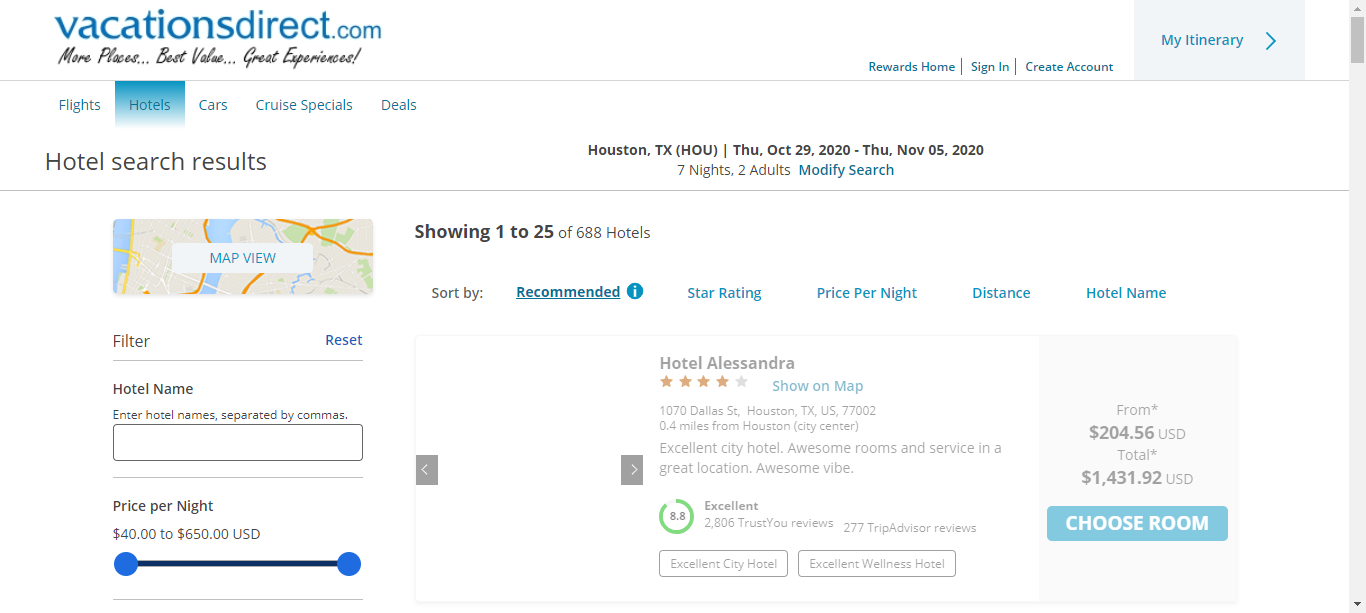 vacationsdirect.com
More Places... Best Value... Great Experiences!
My Itinerary
Rewards Home
Sign In
Create Account
Flights
Hotels
Cars
Cruise Specials
Deals
Hotel search results
Houston, TX (HOU) | Thu, Oct 29, 2020 - Thu, Nov 05, 2020
7 Nights, 2 Adults Modify Search
MAP VIEW
Showing 1 to 25 of 688 Hotels
Sort by:
Recommended
i
Star Rating
Price Per Night
Distance
Hotel Name
Filter
Reset
Hotel Name
Enter hotel names, separated by commas.
Price per Night
$40.00 to $650.00 USD
Hotel Alessandra
Show on Map
1070 Dallas St, Houston, TX, US, 77002
0.4 miles from Houston (city center)
Excellent city hotel. Awesome rooms and service in a
great location. Awesome vibe.
8.8
Excellent
2,806 TrustYou reviews
277 TripAdvisor reviews
Excellent City Hotel
Excellent Wellness Hotel
From*
$204.56 USD
Total*
$1,431.92 USD
CHOOSE ROOM